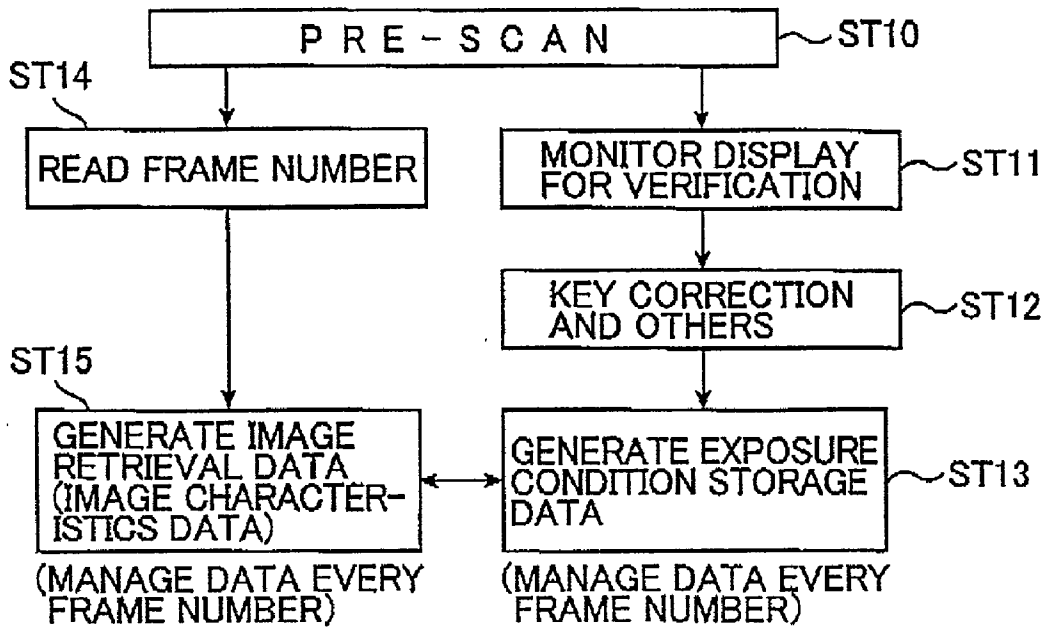 PRE-SCAN
ST10
ST14
READ FRAME NUMBER
MONITOR DISPLAY
FOR VERIFICATION
ST11
KEY CORRECTION
AND OTHERS
ST12
ST15
GENERATE IMAGE
RETRIEVAL DATA
(IMAGE CHARACTER-
ISTICS DATA)
GENERATE EXPOSURE
CONDITION STORAGE
DATA
ST13
(MANAGE DATA EVERY
FRAME NUMBER)
(MANAGE DATA EVERY
FRAME NUMBER)